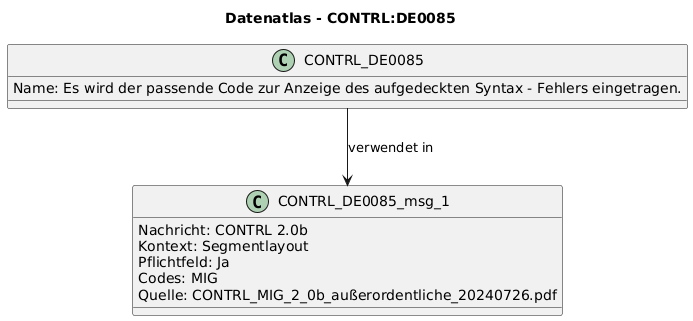 Datenatlas - CONTRL:DE0085
C CONTRL_DE0085
Name: Es wird der passende Code zur Anzeige des aufgedeckten Syntax - Fehlers eingetragen.
verwendet in
C CONTRL_DE0085_msg_1
Nachricht: CONTRL 2.0b
Kontext: Segmentlayout
Pflichtfeld: Ja
Codes: MIG
Quelle: CONTRL_MIG_2_0b_außerordentliche_20240726.pdf